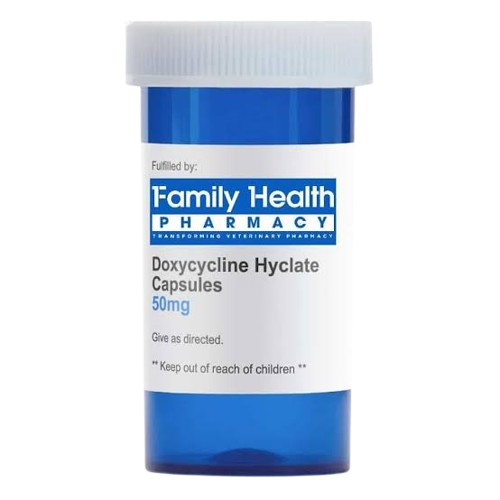 Fulfilled by:
Family Health
PHARMACY
TRANSFORMING VETERINARY PHARMACY
Doxycycline Hyclate
Capsules
50mg
Give as directed.
** Keep out of reach of children **